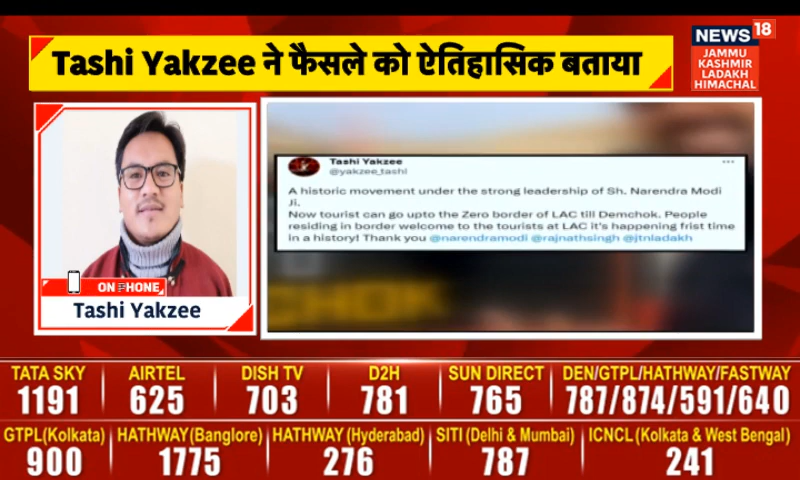 Tashi Yakzee ने फैसले को ऐतिहासिक बताया
NEWS18
JAMMU
KASHMIR
LADAKH
HIMACHAL
Tashi Yakzee
@yakzee_tashi
A historic movement under the strong leadership of Sh. Narendra Modi
Ji.
Now tourist can go upto the Zero border of LAC till Demchok. People
residing in border welcome to the tourists at LAC it's happening frist time
in a history! Thank you @narendramodi @rajnathsingh @jtnladakh
ON PHONE
Tashi Yakzee
CHOK
TATA SKY AIRTEL DISH TV D2H SUN DIRECT DEN/GTPL/HATHWAY/FASTWAY
1191 625 703 781 765 787/874/591/640
GTPL(Kolkata) HATHWAY(Banglore) HATHWAY (Hyderabad) SITI (Delhi & Mumbai) ICNCL (Kolkata & West Bengal)
900 1775 276 787 241